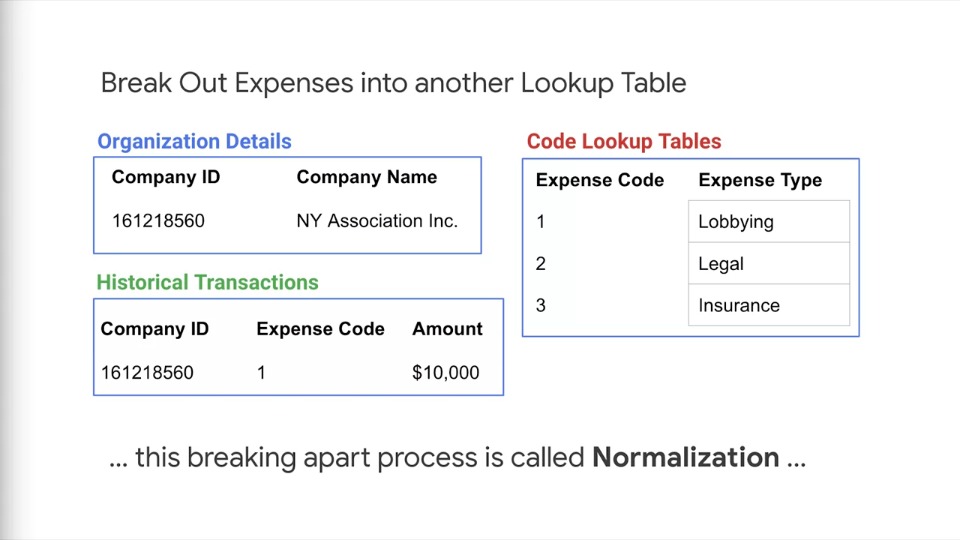 Break Out Expenses into another Lookup Table
Organization Details
Company ID Company Name
161218560 NY Association Inc.
Historical Transactions
Company ID Expense Code Amount
161218560 1 $10,000
Code Lookup Tables
Expense Code Expense Type
1 Lobbying
2 Legal
3 Insurance
... this breaking apart process is called Normalization ...